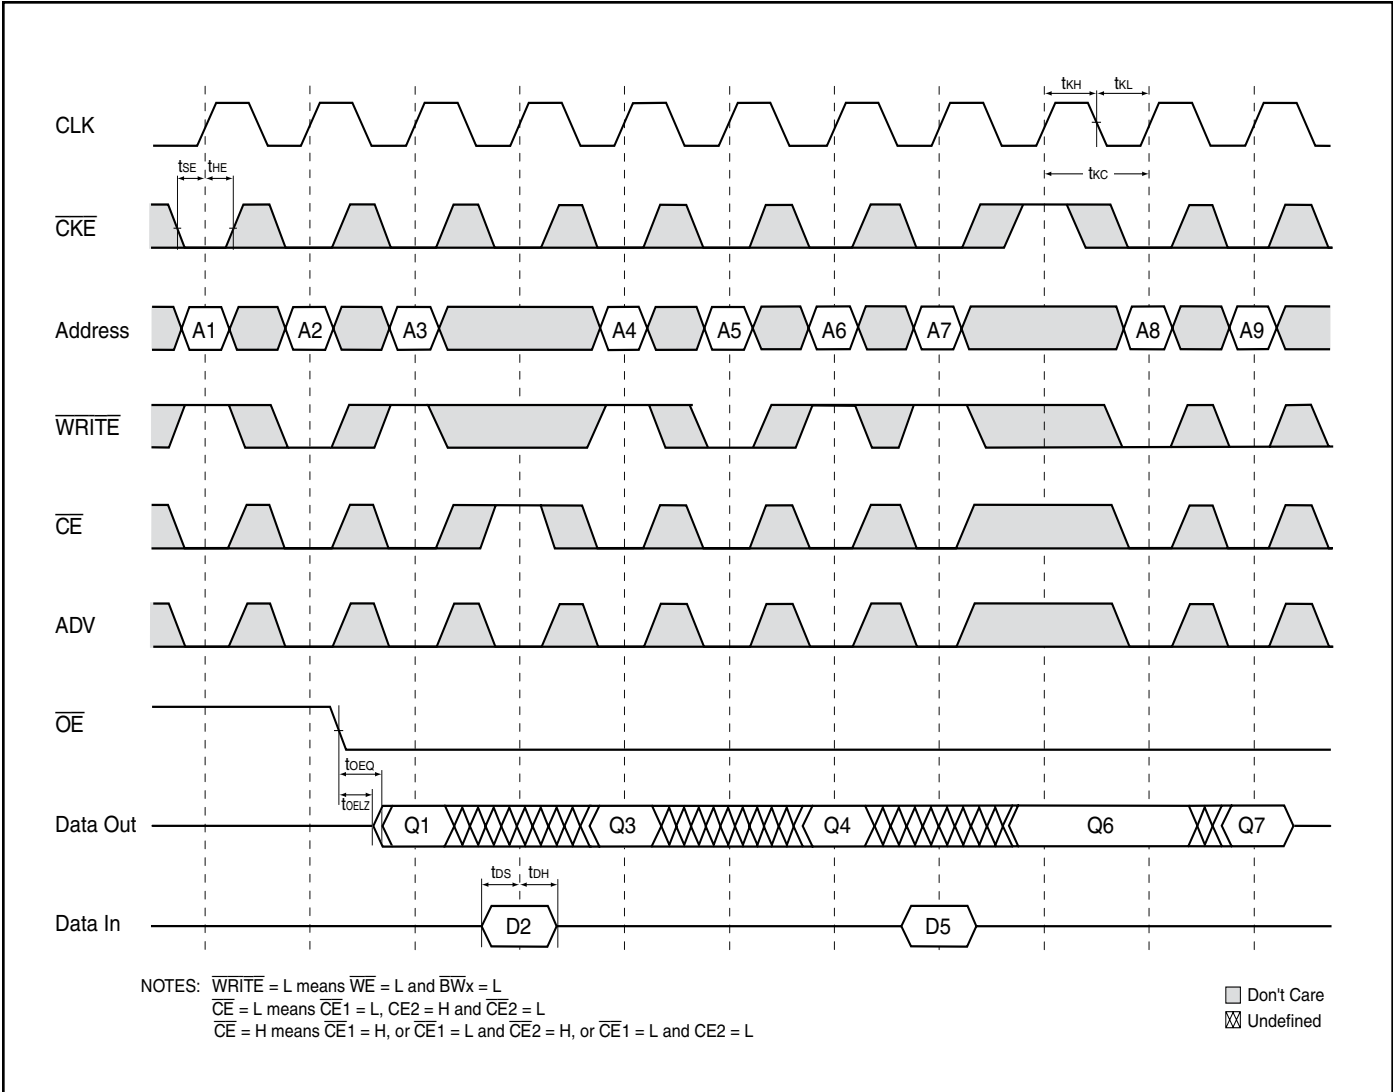 tKH tKL
CLK
tSE tHE
tKC
CKE
Address A1 A2 A3 A4 A5 A6 A7 A8 A9
WRITE
CE
ADV
OE
tOEQ
tOELZ
Data Out Q1 Q3 Q4 Q6 Q7
tDS tDH
Data In D2 D5
NOTES: WRITE = L means WE = L and BWx = L
CE = L means CE1 = L, CE2 = H and CE2 = L
CE = H means CE1 = H, or CE1 = L and CE2 = H, or CE1 = L and CE2 = L
Don't Care
Undefined